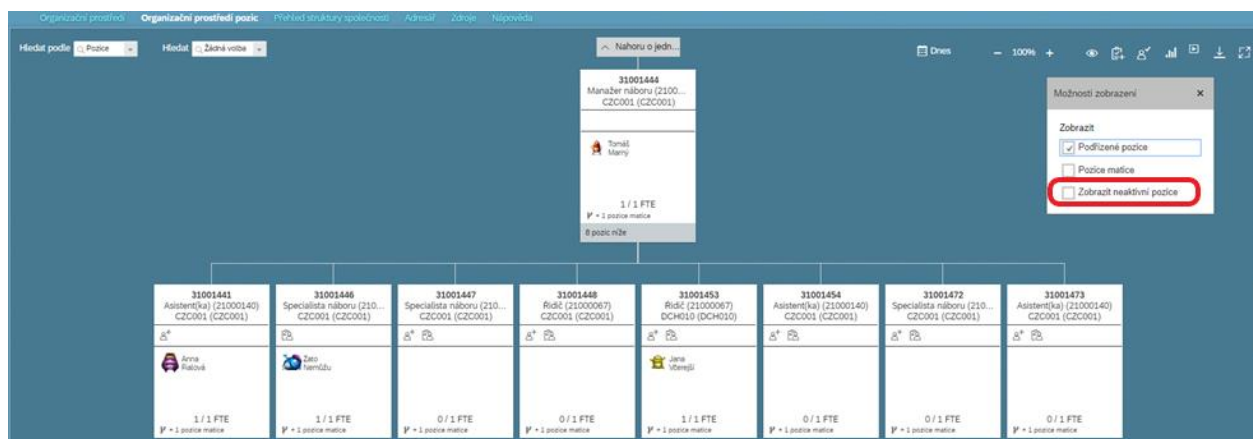 Organizační prostředí Organizační prostředí pozic Přehled struktury společnosti Adresář Zdroje Nápověda
Hledat podle Pozice Hledat Žádná volbe Nahoru o jedn... Dnes − 100% +
31001444
Manažer náboru (2100...
CZC001 (CZC001)
Tomáš
Marný
1 / 1 FTE
+ 1 pozice matice
8 pozic níže
Možnosti zobrazení ×
Zobrazit
Podřízené pozice
Pozice matice
Zobrazit neaktivní pozice
31001441
Asistent(ka) (21000140)
CZC001 (CZC001)
Anna
Fialová
1 / 1 FTE
+ 1 pozice matice
31001446
Specialista náboru (210...
CZC001 (CZC001)
Zato
Nemůžu
1 / 1 FTE
+ 1 pozice matice
31001447
Specialista náboru (210...
CZC001 (CZC001)
0 / 1 FTE
+ 1 pozice matice
31001448
Řidič (21000067)
CZC001 (CZC001)
0 / 1 FTE
+ 1 pozice matice
31001453
Řidič (21000067)
DCH010 (DCH010)
Jana
Včerejší
1 / 1 FTE
+ 1 pozice matice
31001454
Asistent(ka) (21000140)
CZC001 (CZC001)
0 / 1 FTE
+ 1 pozice matice
31001472
Specialista náboru (210...
CZC001 (CZC001)
0 / 1 FTE
+ 1 pozice matice
31001473
Asistent(ka) (21000140)
CZC001 (CZC001)
0 / 1 FTE
+ 1 pozice matice